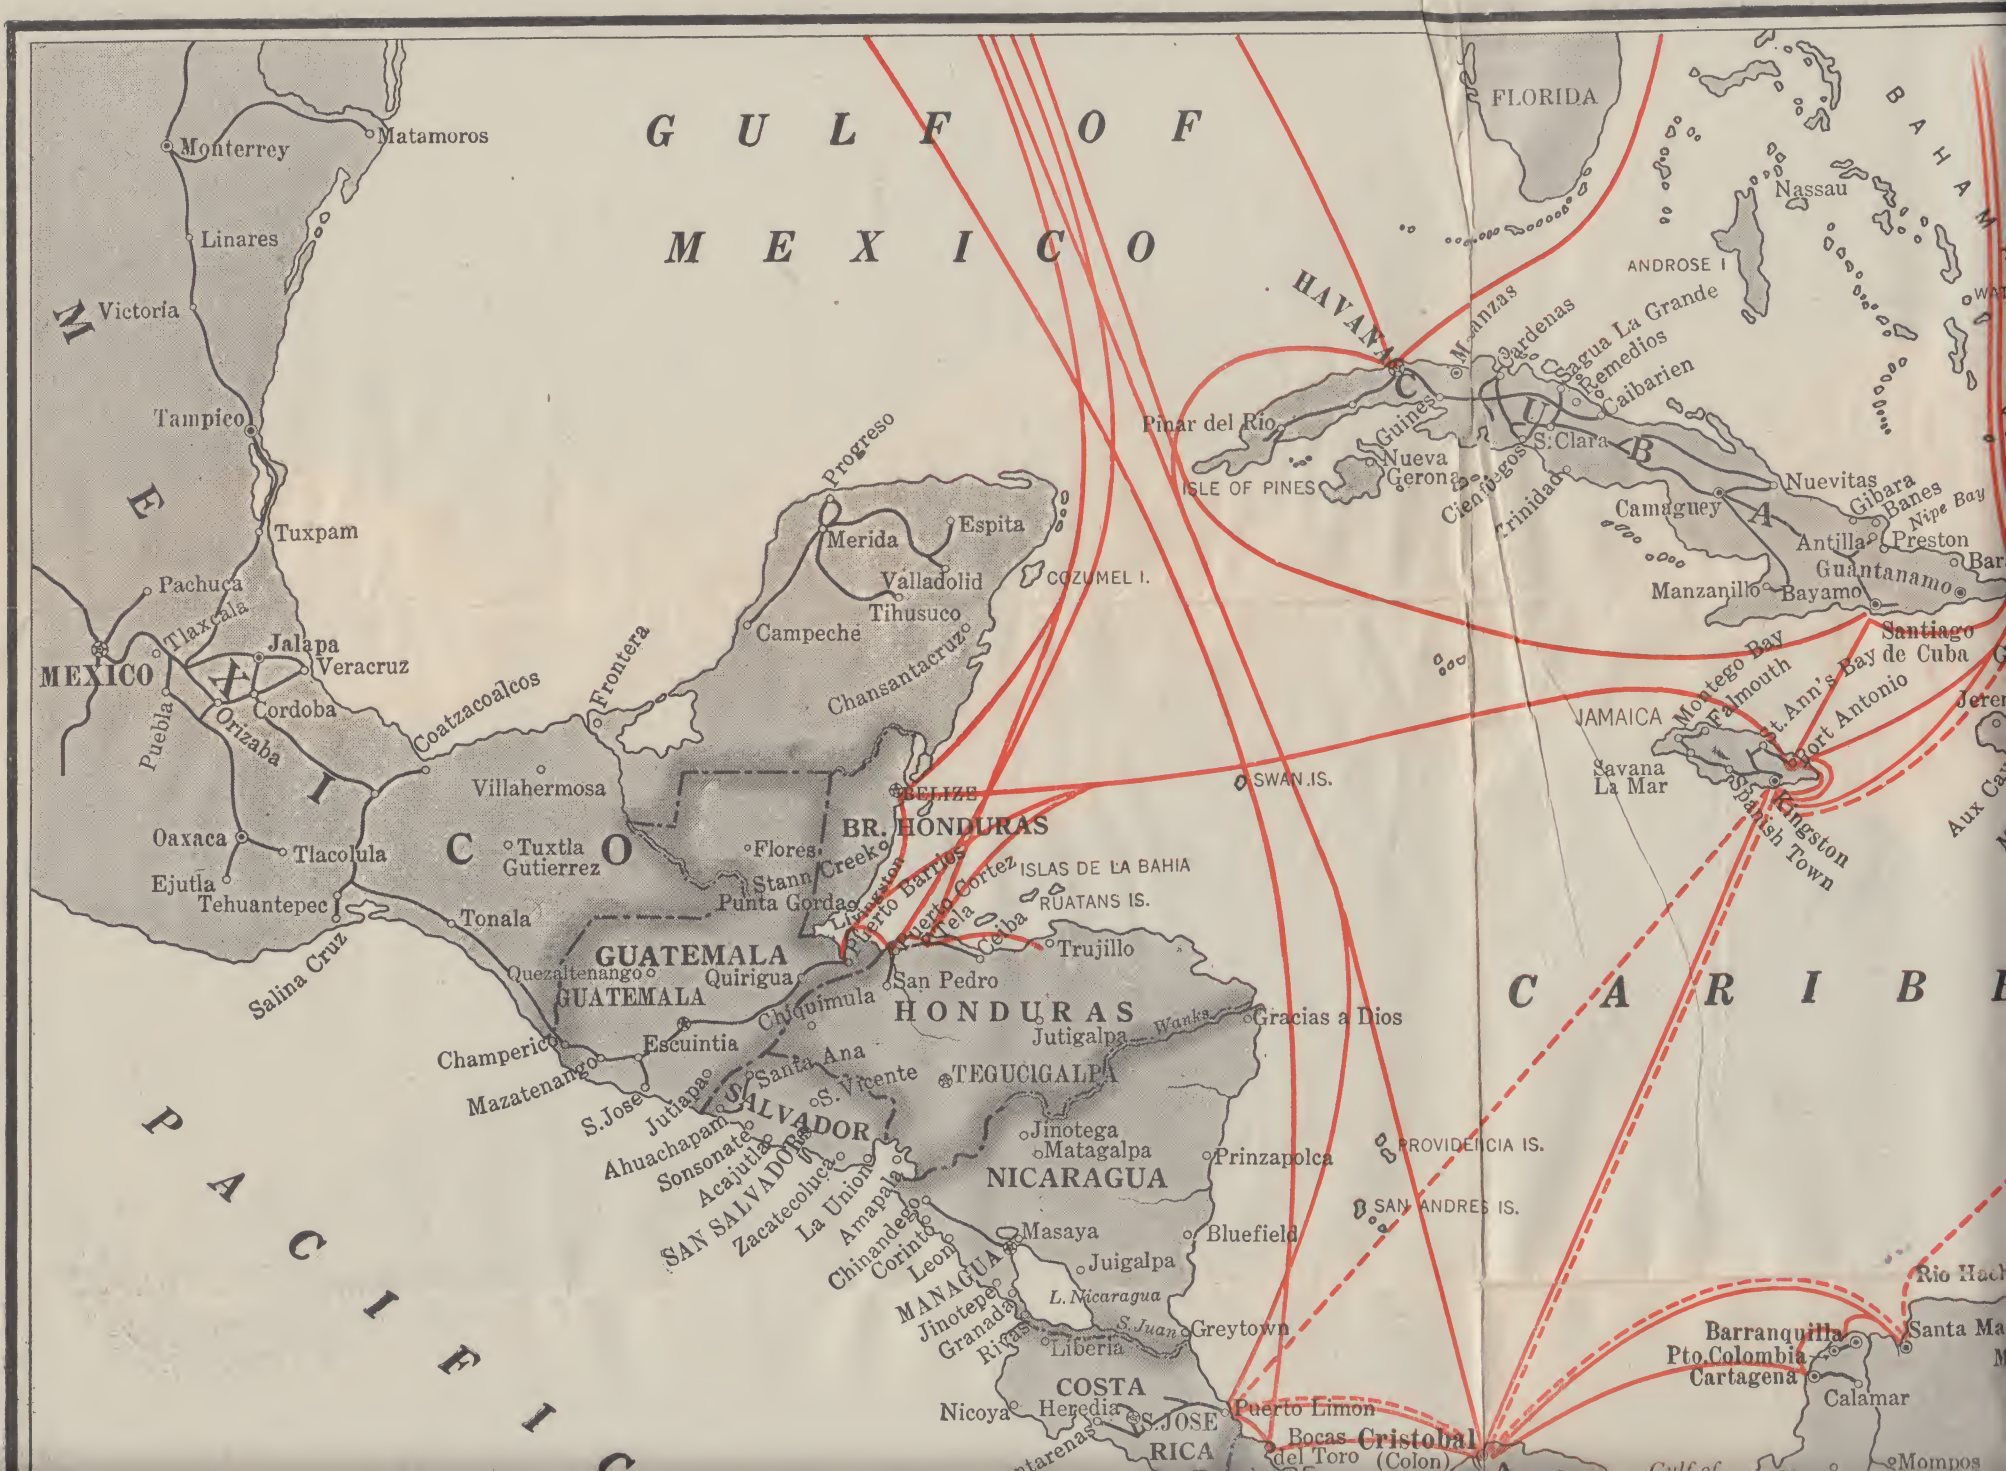 GULF OF
MEXICO
FLORIDA
BAHAM
Nassau
ANDROSE I
Monterrey
Matamoros
Linares
Victoria
Tampico
Tuxpam
Pachuca
Tlaxcala
MEXICO
Jalapa
Veracruz
Cordoba
Orizaba
Puebla
Coatzacoalcos
Frontera
Villahermosa
Oaxaca
Tlacolula
Ejutla
Tehuantepec
Tuxtla
Gutierrez
Tonala
Salina Cruz
MEXICO
Progreso
Merida
Espita
Valladolid
Tihusuco
Campeche
Chansantacruz
COZUMEL I.
HAVANA
Cardenas
Sagua La Grande
Remedios
Caibarien
CUBA
Pinar del Rio
Guines
S. Clara
Nueva
Gerona
ISLE OF PINES
Cienfuegos
Trinidad
Nuevitas
Camaguey
Gibara
Banes
Nipe Bay
Antilla
Preston
Bar
Guantanamo
Manzanillo
Bayamo
Santiago
de Cuba
JAMAICA
Montego Bay
Falmouth
St. Ann's Bay
Port Antonio
Savana
La Mar
Kingston
Spanish Town
Jerem
Aux Cay
SWAN.IS.
BELIZE
BR. HONDURAS
Flores
Stann Creek
Punta Gorda
Livingston
Puerto Barrios
Puerto Cortez
Tela
Ceiba
ISLAS DE LA BAHIA
RUATANS IS.
Trujillo
GUATEMALA
Quezaltenango
GUATEMALA
Quirigua
San Pedro
Chiquimula
HONDURAS
Jutigalpa
Wanks
Gracias a Dios
TEGUCIGALPA
Champerico
Mazatenango
Escuintia
S. Jose
Jutiapa
Santa Ana
S. Vicente
SALVADOR
Ahuachapam
Sonsonate
Acajutla
SAN SALVADOR
Zacatecoluca
La Union
Amapala
Chinandego
Corinto
Leon
MANAGUA
Jinotepe
Granada
Rivas
Jinotega
Matagalpa
NICARAGUA
Prinzapolca
Masaya
Juigalpa
Bluefield
L. Nicaragua
S. Juan
Greytown
Liberia
COSTA
RICA
Nicoya
Heredia
S. JOSE
ntarenas
Puerto Limon
Bocas
del Toro
Cristobal
(Colon)
CARIBE
PROVIDENCIA IS.
SAN ANDRES IS.
Rio Hach
Santa Ma
Barranquilla
Pto. Colombia
Cartagena
Calamar
Mompos
Gulf of
PACIFIC